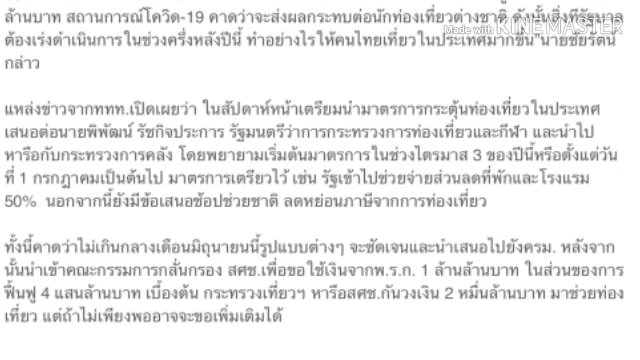 ล้านบาท สถานการณ์โควิด-19 คาดว่าจะส่งผลกระทบต่อนักท่องเที่ยวต่างชาติ ดังนั้นสิ่งที่รัฐบาล
Made with KINEMASTER
ต้องเร่งดำเนินการในช่วงครึ่งหลังปีนี้ ทำอย่างไรให้คนไทยเที่ยวในประเทศมากขึ้น"นายชัยรัตน์
กล่าว
แหล่งข่าวจากททท.เปิดเผยว่า ในสัปดาห์หน้าเตรียมนำมาตรการกระตุ้นท่องเที่ยวในประเทศ
เสนอต่อนายพิพัฒน์ รัชกิจประการ รัฐมนตรีว่าการกระทรวงการท่องเที่ยวและกีฬา และนำไป
หารือกับกระทรวงการคลัง โดยพยายามเริ่มต้นมาตรการในช่วงไตรมาส 3 ของปีนี้หรือตั้งแต่วัน
ที่ 1 กรกฎาคมเป็นต้นไป มาตรการเตรียมไว้ เช่น รัฐเข้าไปช่วยจ่ายส่วนลดที่พักและโรงแรม
50% นอกจากนี้ยังมีข้อเสนอช้อปช่วยชาติ ลดหย่อนภาษีจากการท่องเที่ยว
ทั้งนี้คาดว่าไม่เกินกลางเดือนมิถุนายนนี้รูปแบบต่างๆ จะชัดเจนและนำเสนอไปยังครม. หลังจาก
นั้นนำเข้าคณะกรรมการกลั่นกรอง สศช.เพื่อขอใช้เงินจากพ.ร.ก. 1 ล้านล้านบาท ในส่วนของการ
ฟื้นฟู 4 แสนล้านบาท เบื้องต้น กระทรวงเที่ยวฯ หารือสศช.กันวงเงิน 2 หมื่นล้านบาท มาช่วยท่อง
เที่ยว แต่ถ้าไม่เพียงพออาจจะขอเพิ่มเติมได้